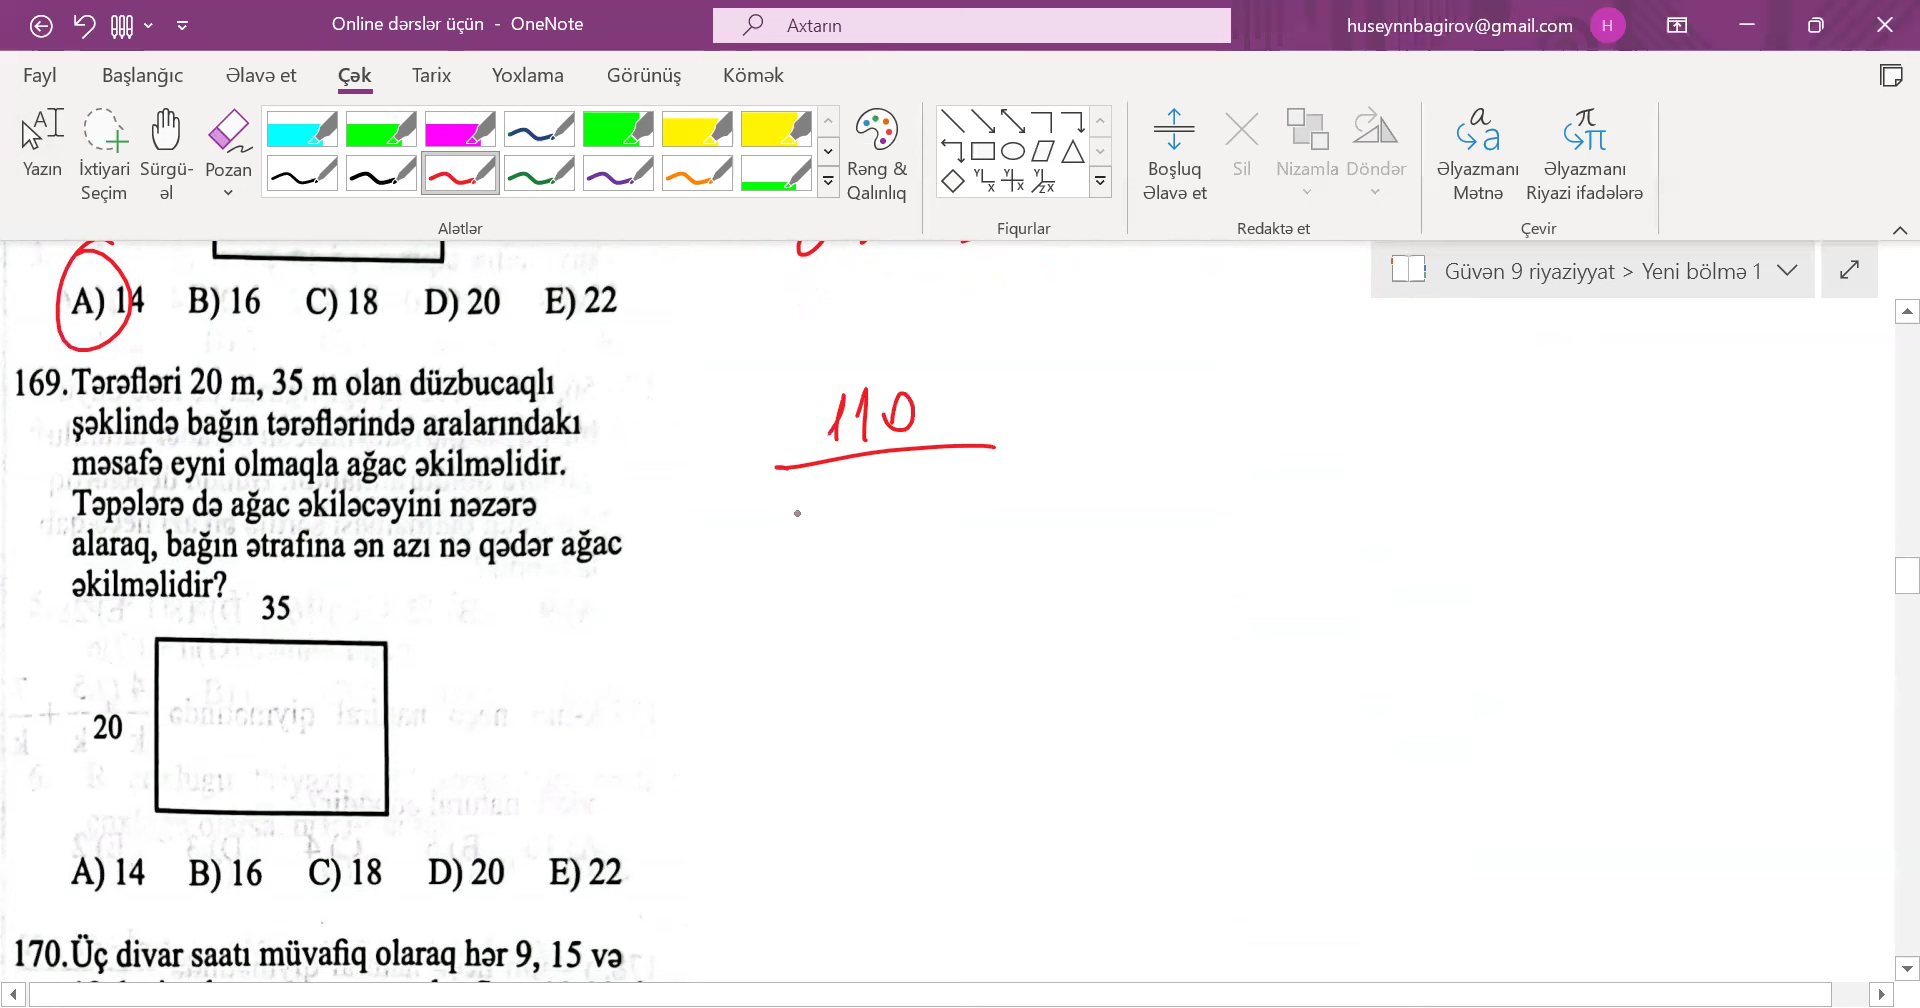 Online dərslər üçün - OneNote
Axtarın
huseynnbagirov@gmail.com
H
Fayl Başlanğıc Əlavə et Çək Tarix Yoxlama Görünüş Kömək
Yazın
İxtiyari Seçim
Sürgü-əl
Pozan
Rəng & Qalınlıq
Boşluq Əlavə et
Sil
Nizamla
Döndər
Əlyazmanı Mətnə
Əlyazmanı Riyazi ifadələrə
Alətlər
Fiqurlar
Redaktə et
Çevir
Güvən 9 riyaziyyat > Yeni bölmə 1
A) 14 B) 16 C) 18 D) 20 E) 22
169. Tərəfləri 20 m, 35 m olan düzbucaqlı
şəklində bağın tərəflərində aralarındakı
məsafə eyni olmaqla ağac əkilməlidir.
Təpələrə də ağac əkiləcəyini nəzərə
alaraq, bağın ətrafına ən azı nə qədər ağac
əkilməlidir?
110
35
20
A) 14 B) 16 C) 18 D) 20 E) 22
170. Üç divar saatı müvafiq olaraq hər 9, 15 və